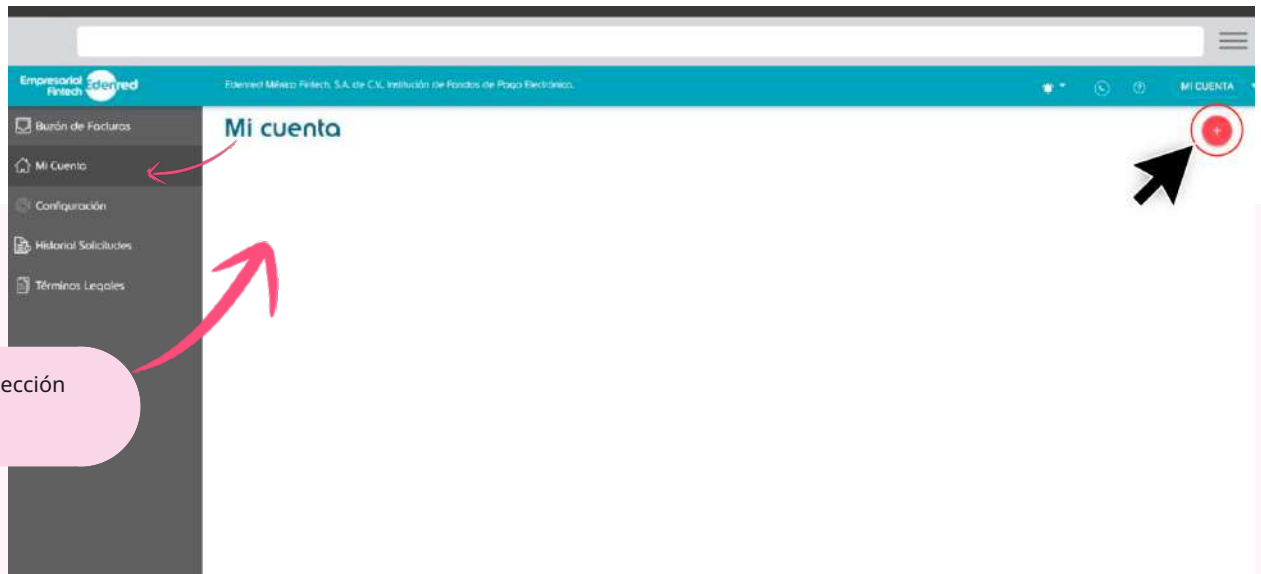 Empresarial
Fintech Edenred
Edenred México Fintech, S.A. de C.V., Institución de Fondos de Pago Electrónico.
MI CUENTA
Buzón de Facturas
Mi cuenta
Mi Cuenta
Configuración
Historial Solicitudes
Términos Legales
ección